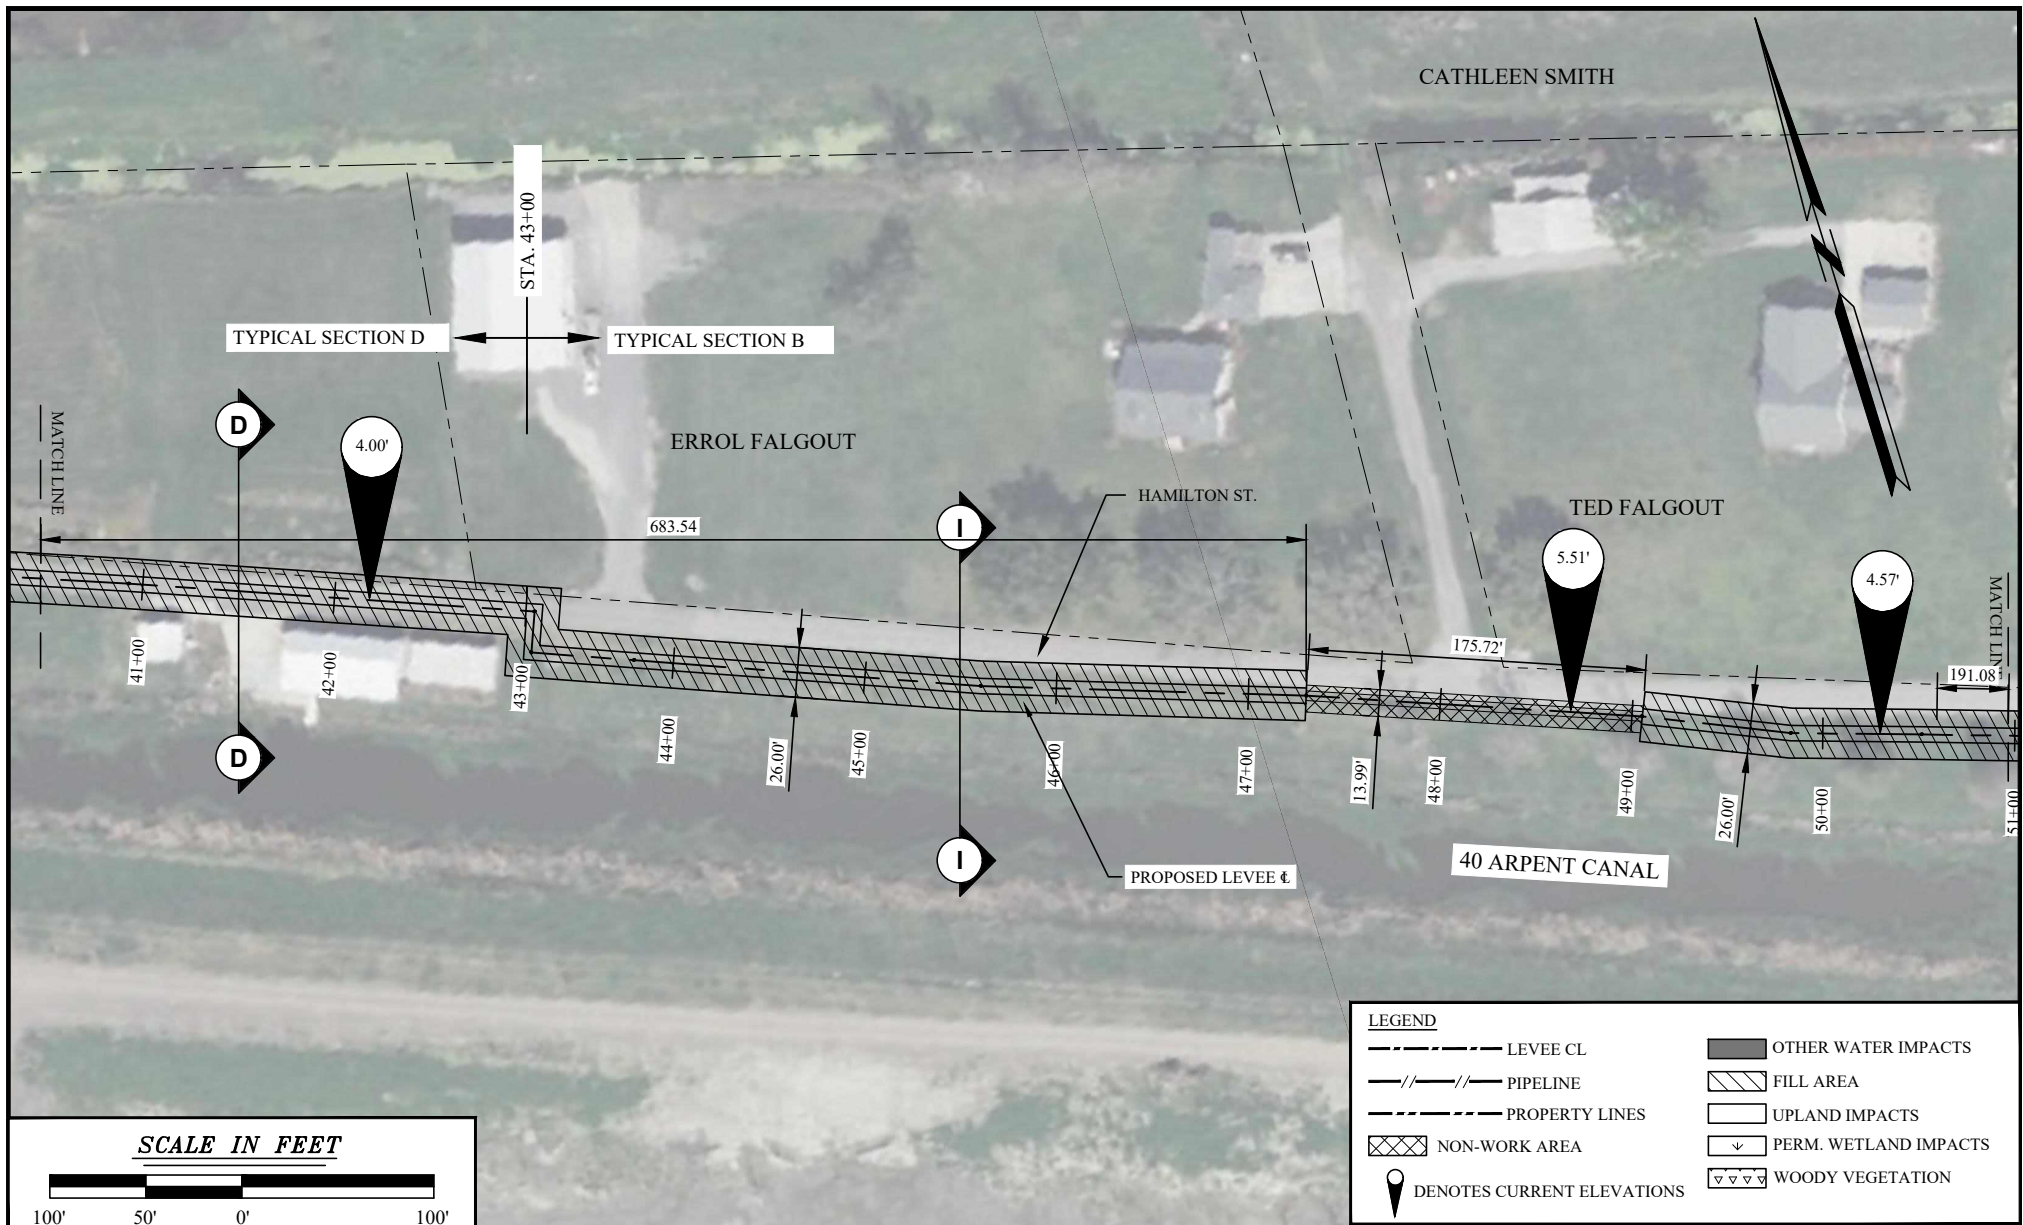 CATHLEEN SMITH
STA. 43+00
TYPICAL SECTION D
TYPICAL SECTION B
MATCH LINE
D
4.00'
ERROL FALGOUT
683.54
I
HAMILTON ST.
TED FALGOUT
5.51'
4.57'
MATCH LINE
175.72'
191.08'
41+00
42+00
43+00
44+00
26.00'
45+00
46+00
47+00
13.99'
48+00
49+00
26.00'
50+00
51+00
D
I
PROPOSED LEVEE ℄
40 ARPENT CANAL
LEGEND
LEVEE CL
PIPELINE
PROPERTY LINES
NON-WORK AREA
DENOTES CURRENT ELEVATIONS
OTHER WATER IMPACTS
FILL AREA
UPLAND IMPACTS
PERM. WETLAND IMPACTS
WOODY VEGETATION
SCALE IN FEET
100' 50' 0' 100'